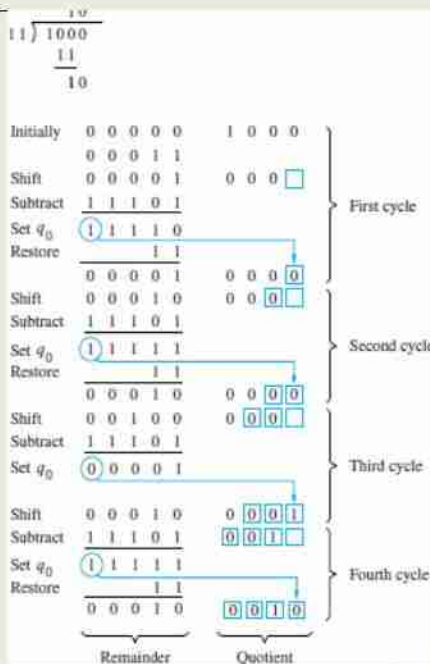 10
11) 1000
11
10
Initially 0 0 0 0 0 1 0 0 0
0 0 0 1 1
Shift 0 0 0 0 1 0 0 0
Subtract 1 1 1 0 1
First cycle
Set q0 1 1 1 1 0
Restore 1 1
0 0 0 0 1 0 0 0 0
Shift 0 0 0 1 0 0 0 0
Subtract 1 1 1 0 1
Set q0 1 1 1 1 1
Second cycle
Restore 1 1
0 0 0 1 0 0 0 0 0
Shift 0 0 1 0 0 0 0 0
Subtract 1 1 1 0 1
Set q0 0 0 0 0 1
Third cycle
Shift 0 0 0 1 0 0 0 0 1
Subtract 1 1 1 0 1 0 0 1
Set q0 1 1 1 1 1
Fourth cycle
Restore 1 1
0 0 0 1 0 0 0 1 0
Remainder Quotient